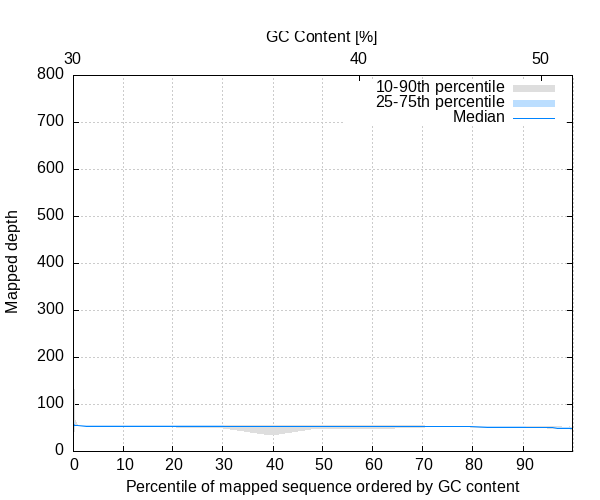 GC Content [%]
30 40 50
800
10-90th percentile
25-75th percentile
Median
700
600
500
400
300
200
100
0
Mapped depth
0 10 20 30 40 50 60 70 80 90
Percentile of mapped sequence ordered by GC content